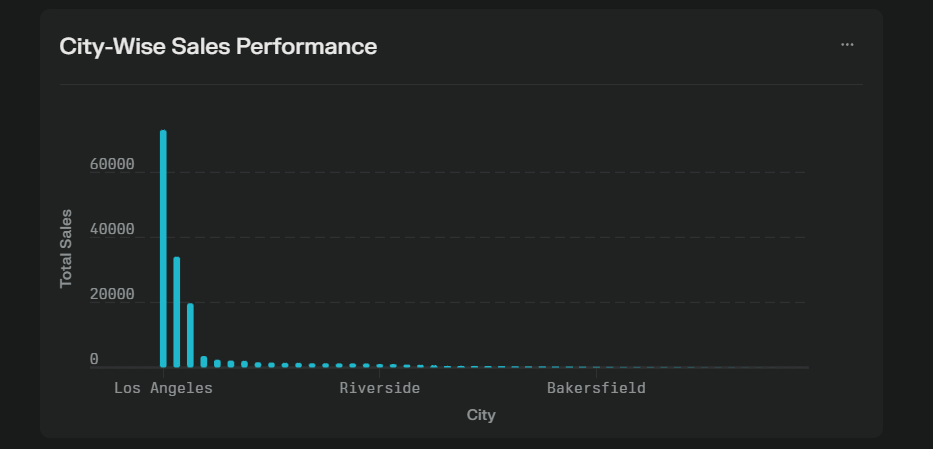 City-Wise Sales Performance
...
60000
40000
20000
0
Total Sales
Los Angeles Riverside Bakersfield
City